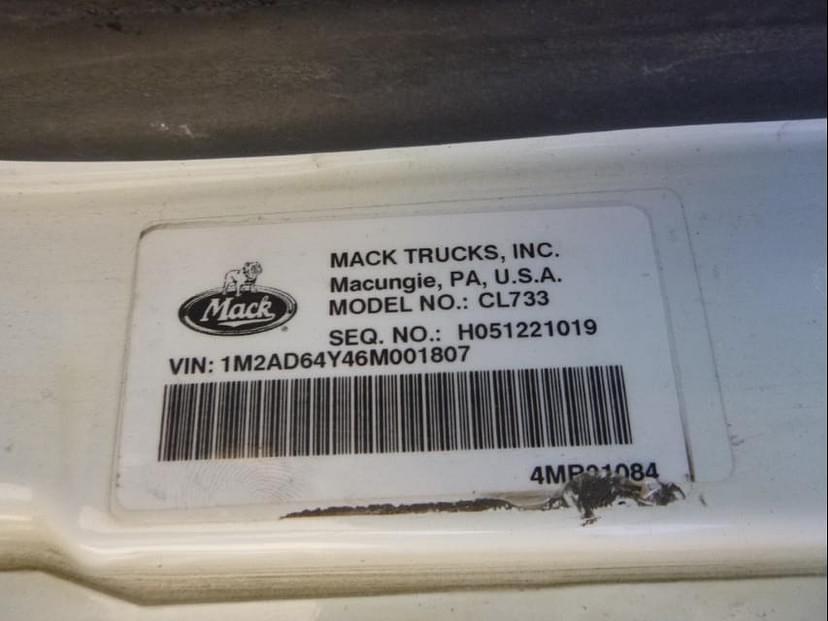 Mack
MACK TRUCKS, INC.
Macungie, PA, U.S.A.
MODEL NO.: CL733
SEQ. NO.: H051221019
VIN: 1M2AD64Y46M001807